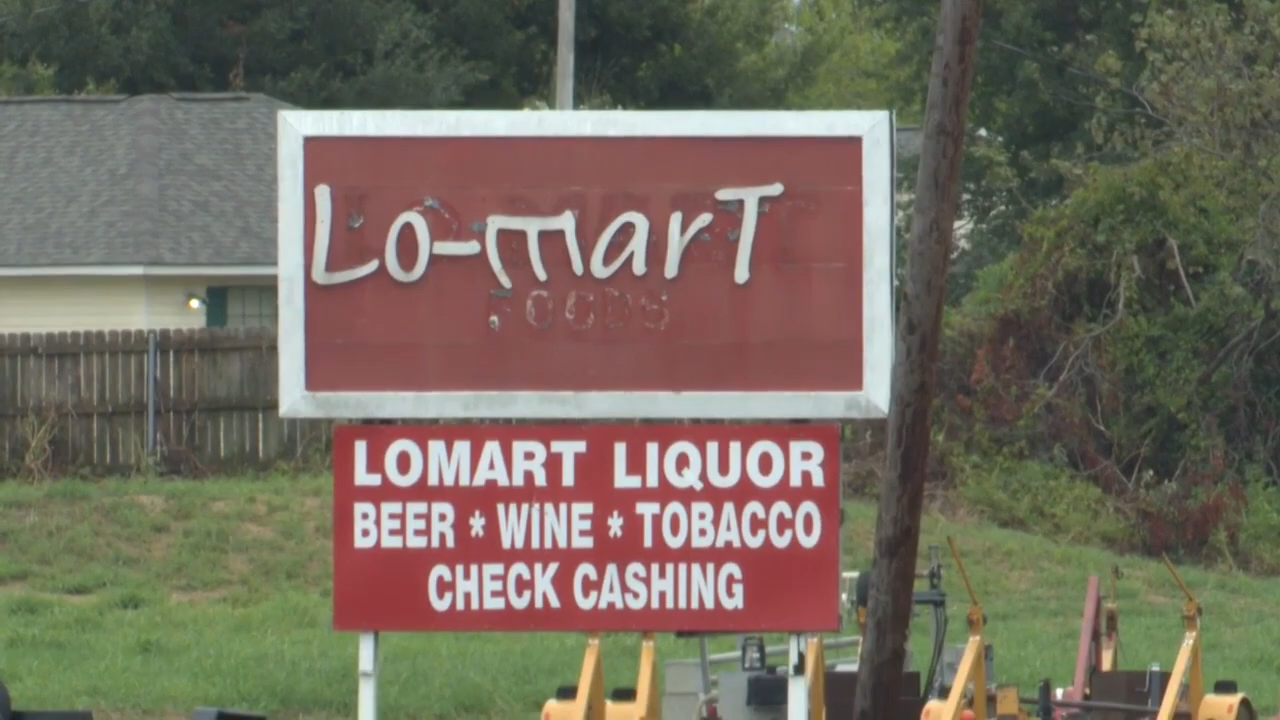 Lo-marT
FOODS
LOMART LIQUOR
BEER * WINE * TOBACCO
CHECK CASHING